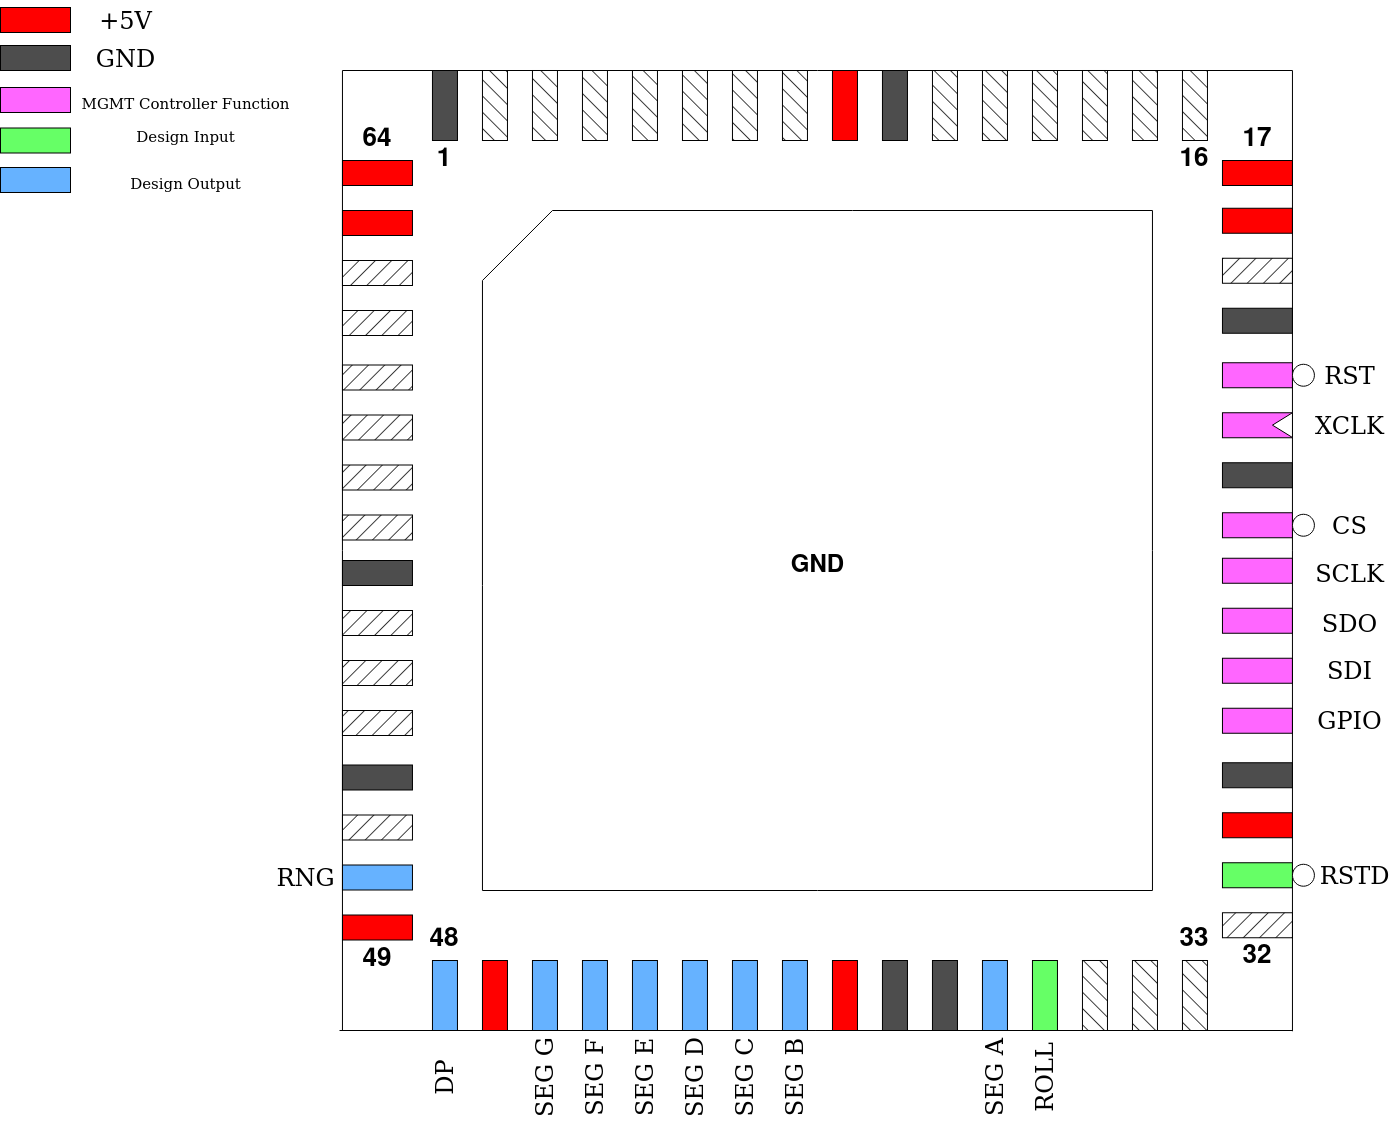 +5V
GND
MGMT Controller Function
Design Input
Design Output
64
1
16
17
RST
XCLK
CS
SCLK
SDO
SDI
GPIO
GND
RNG
RSTD
49
48
33
32
DP
SEG G
SEG F
SEG E
SEG D
SEG C
SEG B
SEG A
ROLL